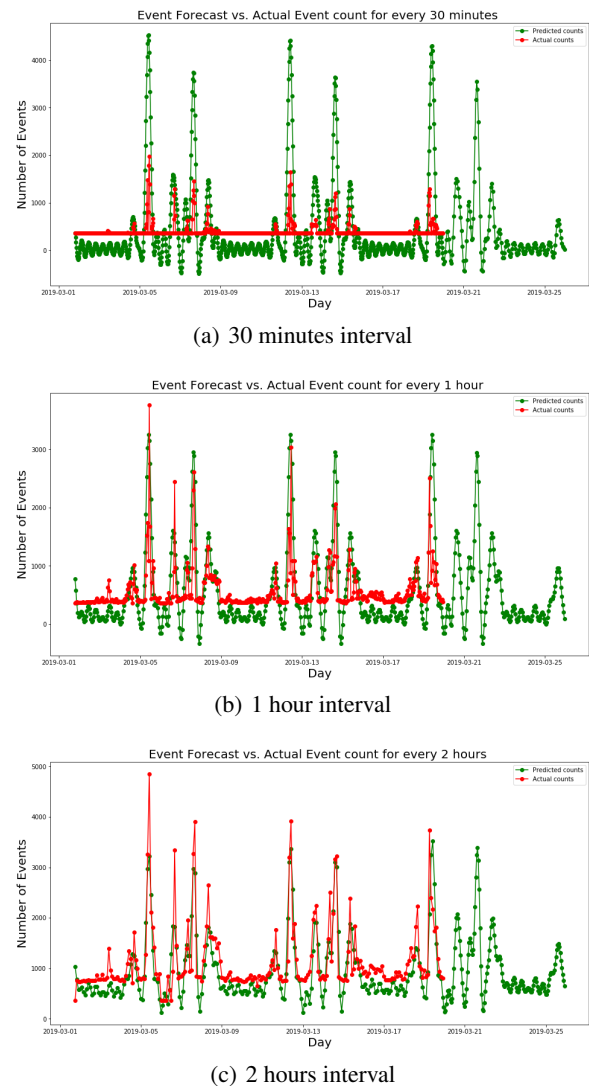 Event Forecast vs. Actual Event count for every 30 minutes
Predicted counts
Actual counts
Number of Events
4000
3000
2000
1000
0
2019-03-01 2019-03-05 2019-03-09 2019-03-13 2019-03-17 2019-03-21 2019-03-25
Day
(a) 30 minutes interval
Event Forecast vs. Actual Event count for every 1 hour
Predicted counts
Actual counts
Number of Events
3000
2000
1000
0
2019-03-01 2019-03-05 2019-03-09 2019-03-13 2019-03-17 2019-03-21 2019-03-25
Day
(b) 1 hour interval
Event Forecast vs. Actual Event count for every 2 hours
Predicted counts
Actual counts
Number of Events
5000
4000
3000
2000
1000
0
2019-03-01 2019-03-05 2019-03-09 2019-03-13 2019-03-17 2019-03-21 2019-03-25
Day
(c) 2 hours interval